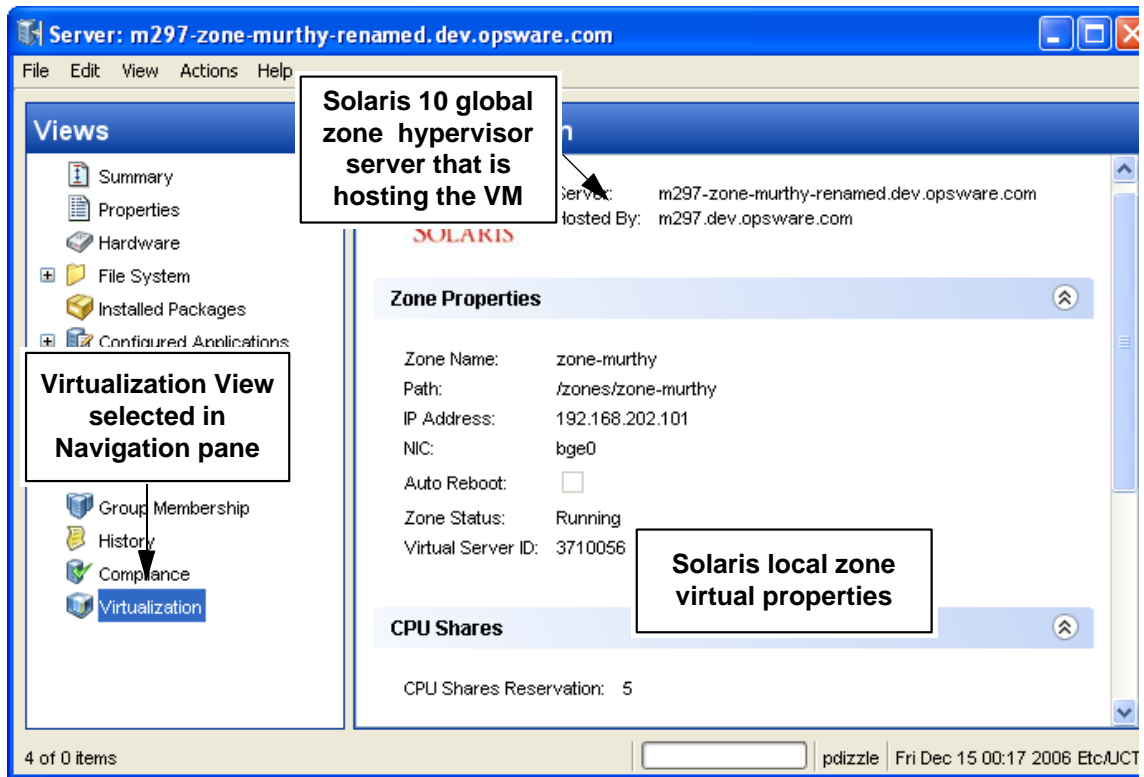 Server: m297-zone-murthy-renamed.dev.opsware.com
File Edit View Actions Help
Solaris 10 global
zone hypervisor
server that is
hosting the VM
Views
Summary
Properties
Hardware
File System
Installed Packages
Configured Applications
Virtualization View
selected in
Navigation pane
Group Membership
History
Compliance
Virtualization
SOLARIS
Server: m297-zone-murthy-renamed.dev.opsware.com
Hosted By: m297.dev.opsware.com
Zone Properties
Zone Name: zone-murthy
Path: /zones/zone-murthy
IP Address: 192.168.202.101
NIC: bge0
Auto Reboot:
Zone Status: Running
Virtual Server ID: 3710056
Solaris local zone
virtual properties
CPU Shares
CPU Shares Reservation: 5
4 of 0 items
pdizzle Fri Dec 15 00:17 2006 Etc/UCT